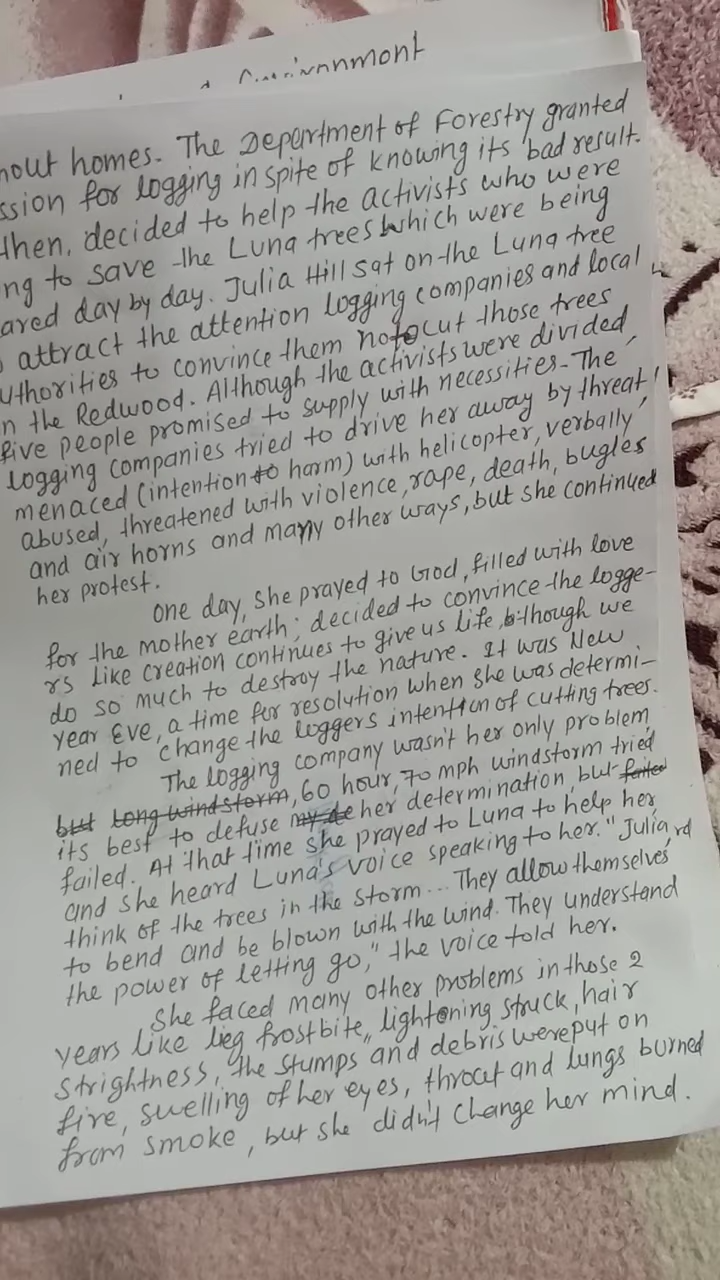 Environment
hout homes. The Department of Forestry granted
ssion for logging in spite of knowing its bad result.
then, decided to help the activists who were
ng to save the Luna trees which were being
ared day by day. Julia Hill sat on the Luna tree
attract the attention logging companies and local
uthorities to convince them not to cut those trees
n the Redwood. Although the activists were divided,
five people promised to supply with necessities. The
logging companies tried to drive her away by threat,
menaced (intention to harm) with helicopter, verbally
abused, threatened with violence, rape, death, bugles
and air horns and many other ways, but she continued
her protest.
One day, she prayed to God, filled with love
for the mother earth; decided to convince the logge-
rs like creation continues to give us life, though we
do so much to destroy the nature. It was New
year Eve, a time for resolution when she was determi-
ned to change the loggers intention of cutting trees.
The logging company wasn't her only problem
but long windstorm, 60 hour, 70 mph windstorm tried
its best to defuse her determination, but failed
failed. At that time she prayed to Luna to help her
and she heard Luna's voice speaking to her. "Julia,
think of the trees in the storm... They allow themselves
to bend and be blown with the wind. They understand
the power of letting go," the voice told her.
She faced many other problems in those 2
years like leg frostbite, lightening struck, hair
strightness, the stumps and debris were put on
fire, swelling of her eyes, throat and lungs burned
from smoke, but she didn't change her mind.